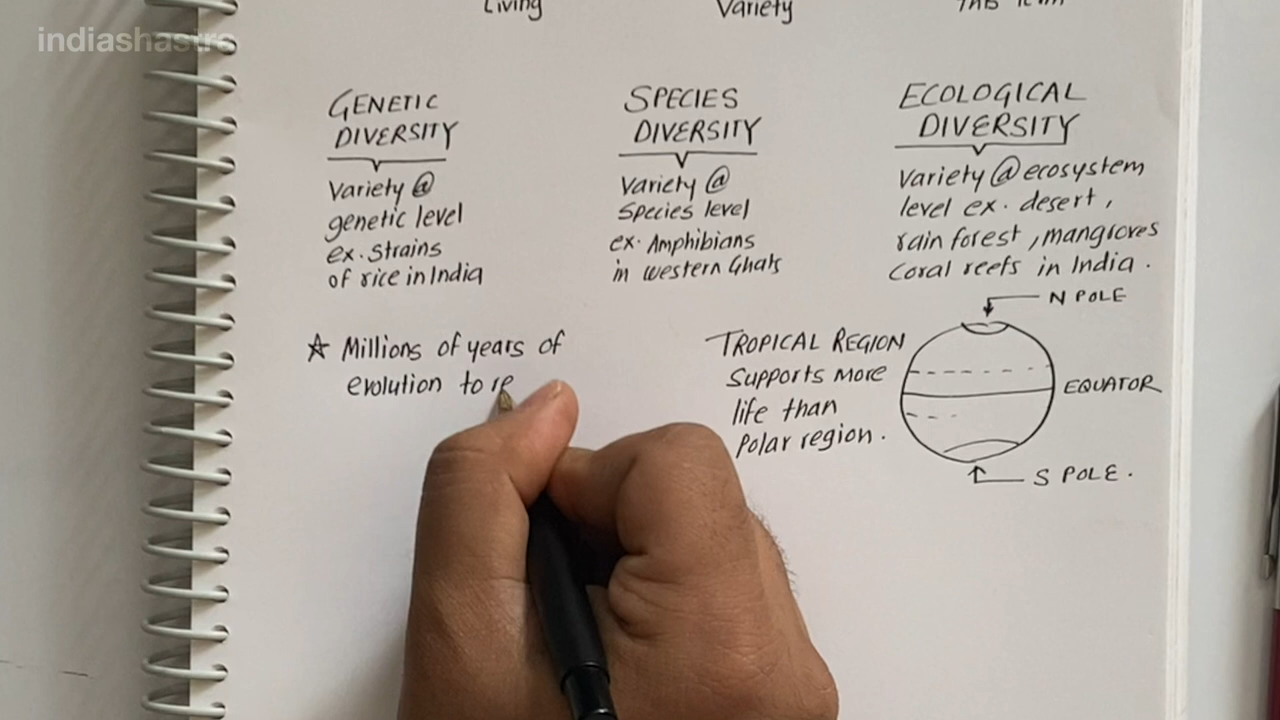 indiashastra
Living
Variety
GENETIC
DIVERSITY
Variety @
genetic level
ex. Strains
of rice in India
SPECIES
DIVERSITY
Variety @
Species level
ex. Amphibians
in western Ghats
ECOLOGICAL
DIVERSITY
Variety @ ecosystem
level ex. desert,
rain forest, mangroves
Coral reefs in India.
N POLE
TROPICAL REGION
Supports more
life than
Polar region.
EQUATOR
S POLE.
☆ Millions of years of
evolution to re